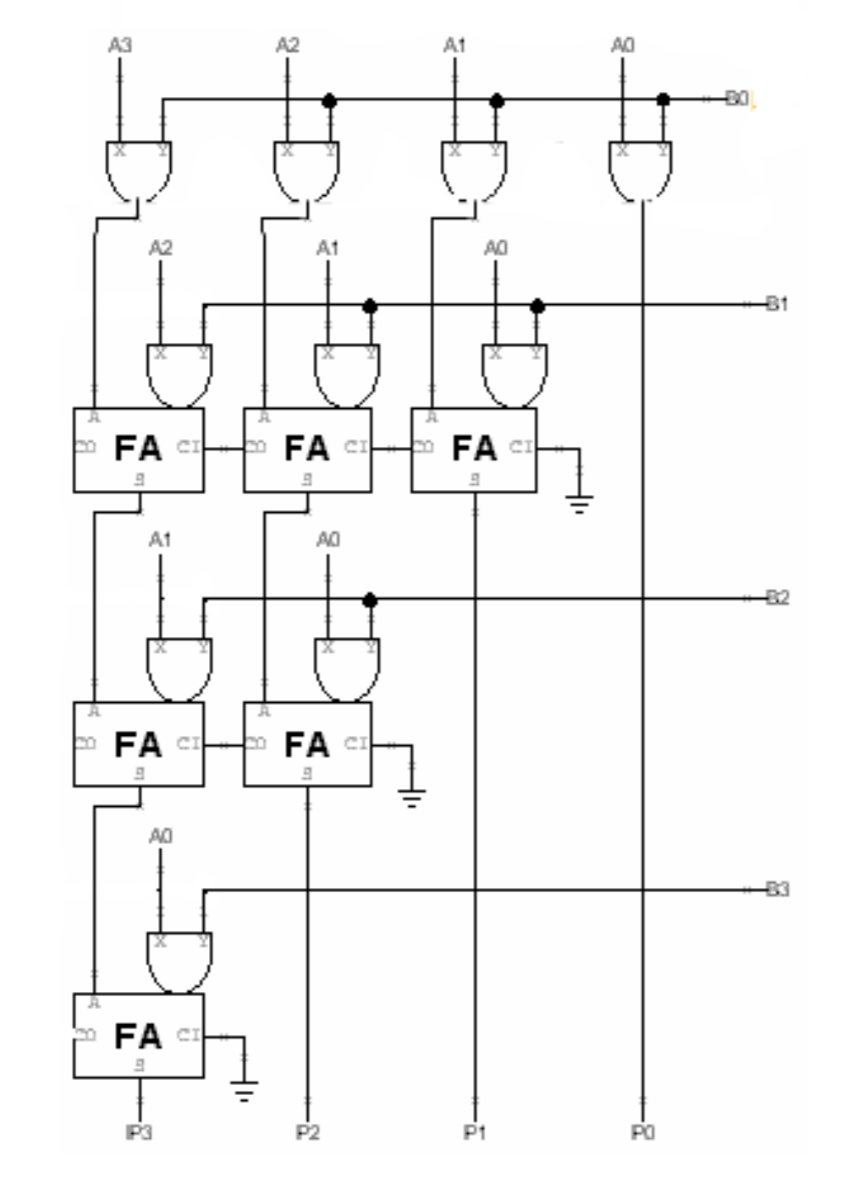 A3 A2 A1 A0
B0
X Y X Y X Y X Y
A2 A1 A0
B1
X Y X Y X Y
A A A
CO FA CI CO FA CI CO FA CI
S S S
A1 A0
B2
X Y X Y
A A
CO FA CI CO FA CI
S S
A0
B3
X Y
A
CO FA CI
S
P3 P2 P1 P0